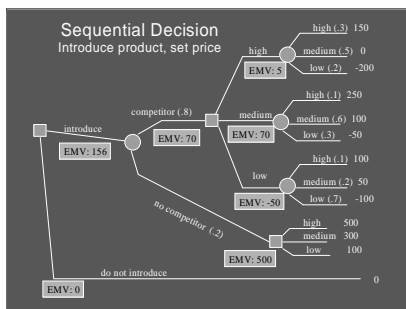 Sequential Decision
Introduce product, set price
high (.3) 150
high
medium (.5) 0
EMV: 5
low (.2) -200
high (.1) 250
competitor (.8)
medium
medium (.6) 100
introduce
EMV: 70
EMV: 70
low (.3) -50
EMV: 156
high (.1) 100
low
medium (.2) 50
EMV: -50
low (.7) -100
no competitor (.2)
high 500
medium 300
low 100
EMV: 500
do not introduce
0
EMV: 0